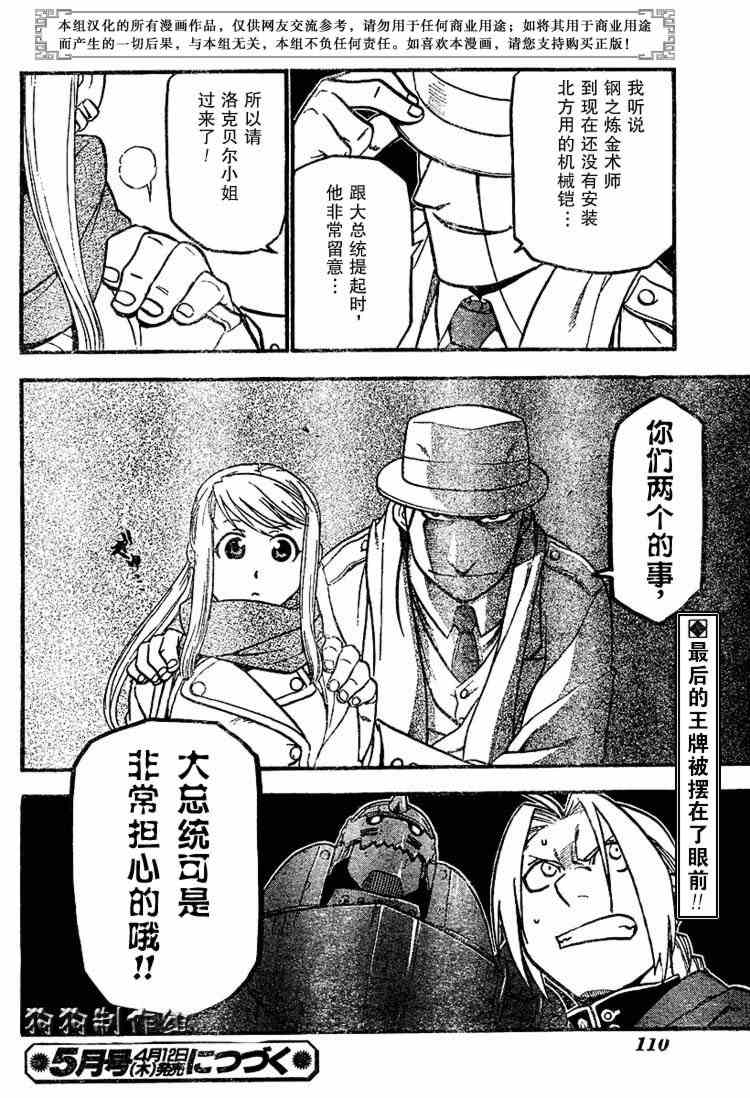 本组汉化的所有漫画作品，仅供网友交流参考，请勿用于任何商业用途；如将其用于商业用途
而产生的一切后果，与本组无关，本组不负任何责任。如喜欢本漫画，请您支持购买正版！
我听说
钢之炼金术师
到现在还没有安装
北方用的机械铠…
跟大总统提起时，
他非常留意…
所以请
洛克贝尔小姐
过来了！
你们两个的事，
大总统可是
非常担心的哦!!
最后的王牌被摆在了眼前!!
狗狗制作组
110
5月号4月12日(木)発売につづく